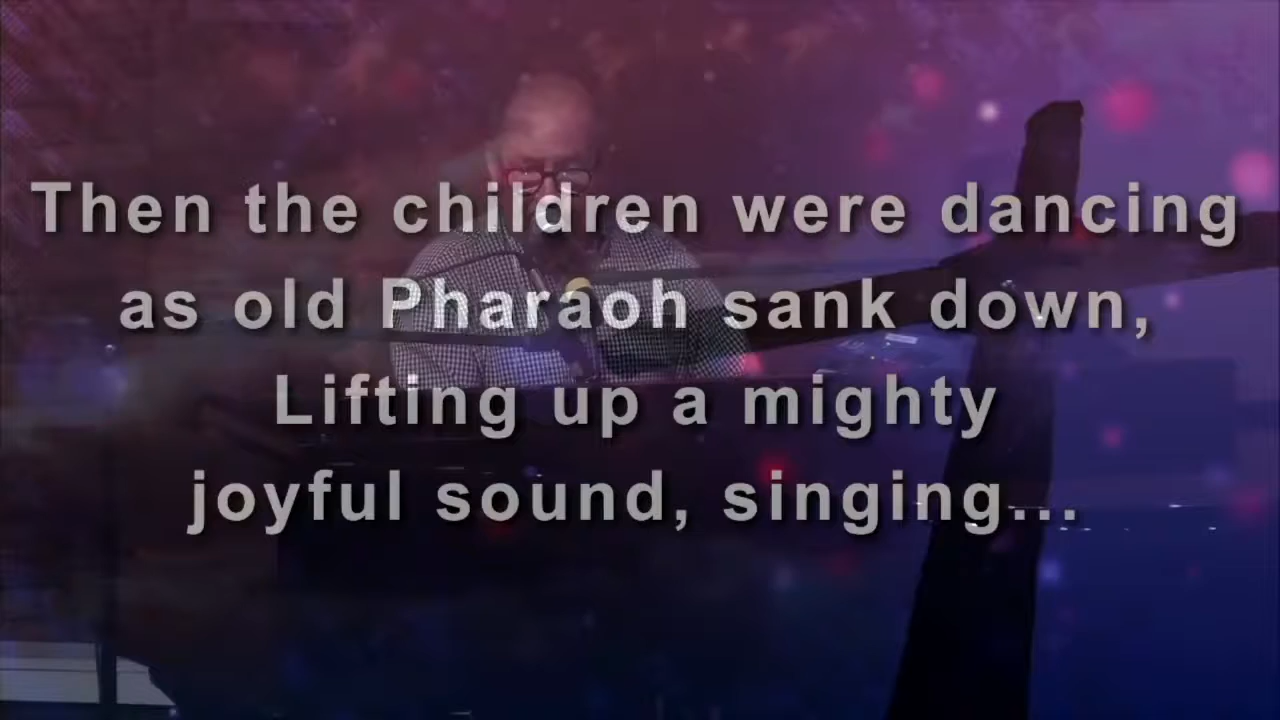 Then the children were dancing
as old Pharaoh sank down,
Lifting up a mighty
joyful sound, singing...